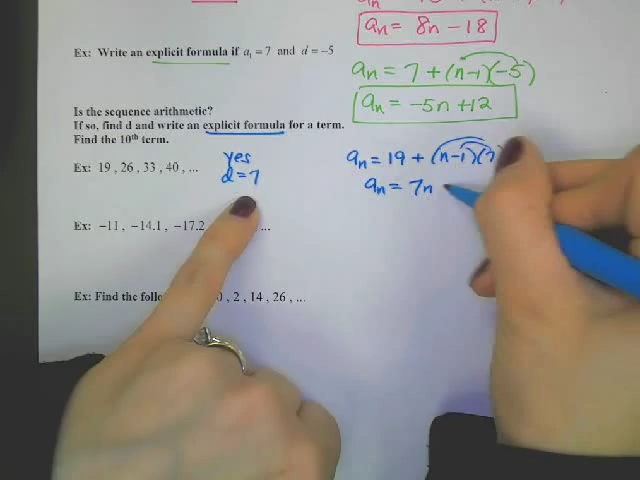 aₙ = 8n − 18
Ex: Write an explicit formula if a₁ = 7 and d = −5
aₙ = 7 + (n−1)(−5)
aₙ = −5n + 12
Is the sequence arithmetic?
If so, find d and write an explicit formula for a term.
Find the 10th term.
Ex: 19 , 26 , 33 , 40 , ...
yes
d = 7
aₙ = 19 + (n−1)(7
aₙ = 7n
Ex: −11 , −14.1 , −17.2 ...
Ex: Find the 0 , 2 , 14 , 26 , ...